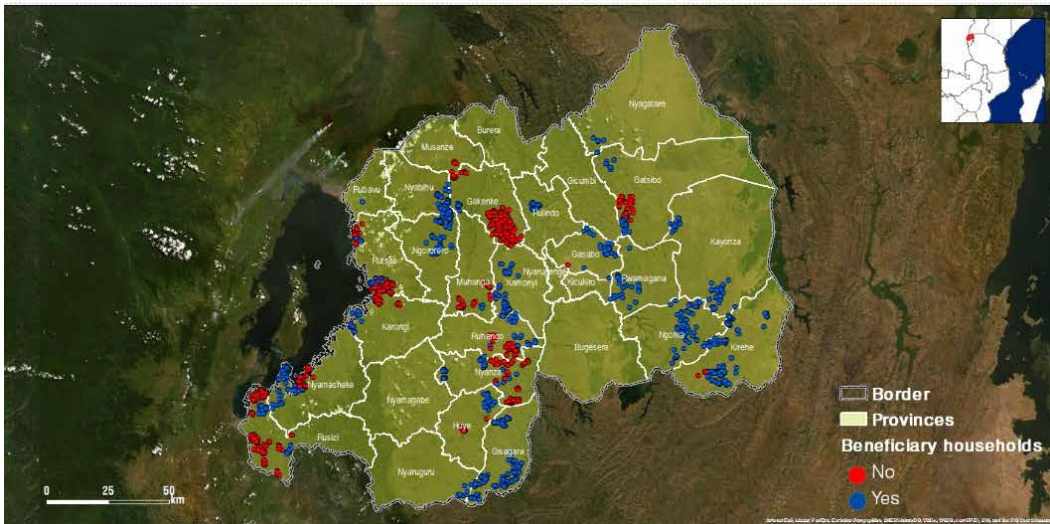 Nyagatare
Burera
Musanze
Gicumbi
Gatsibo
Rubavu
Nyabihu
Gakenke
Rulindo
Kayonza
Ngororero
Gasabo
Rutsiro
Nyarugenge
Rwamagana
Muhanga
Kamonyi
Kicukiro
Karongi
Ruhango
Bugesera
Ngoma
Kirehe
Nyanza
Nyamasheke
Nyamagabe
Huye
Rusizi
Gisagara
Nyaruguru
Border
Provinces
Beneficiary households
No
Yes
0 25 50
km